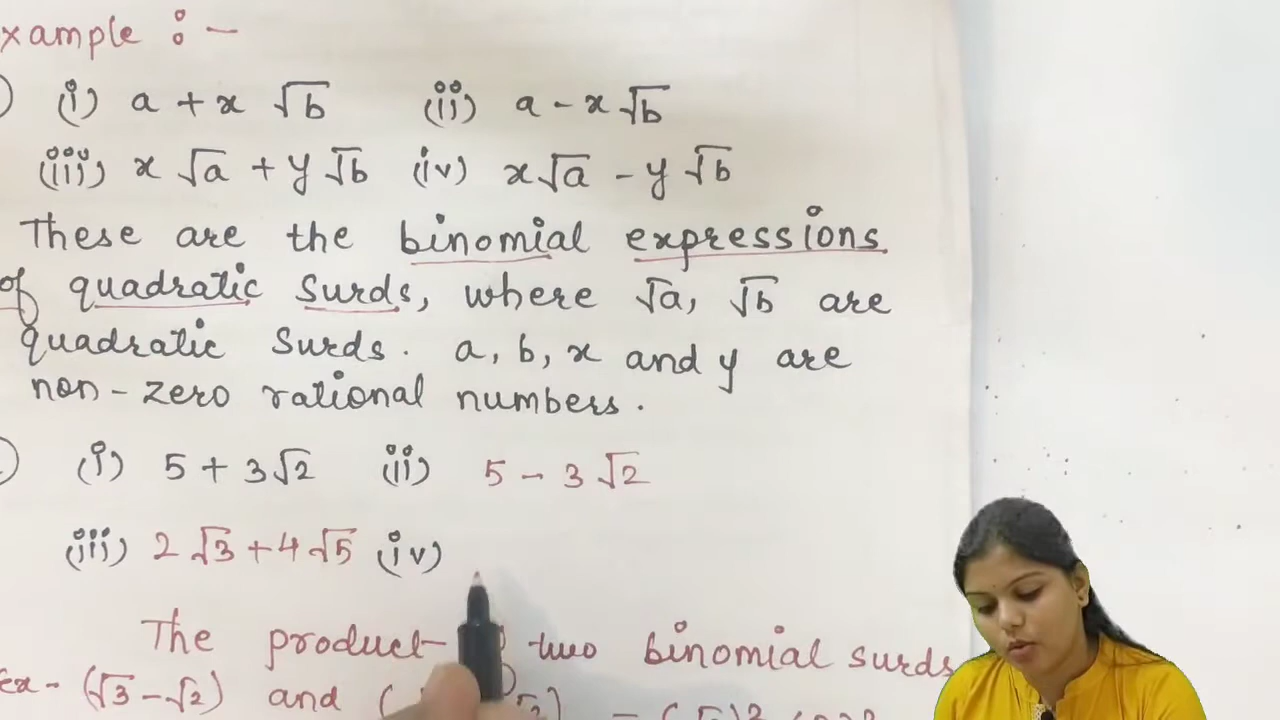 xample :-
(i) a + x √b (ii) a - x √b
(iii) x √a + y √b (iv) x √a - y √b
These are the binomial expressions
of quadratic Surds, where √a, √b are
quadratic Surds. a, b, x and y are
non-zero rational numbers.
(i) 5 + 3√2 (ii) 5 - 3√2
(iii) 2√3 + 4√5 (iv)
The product two binomial surds
ex- (√3-√2) and